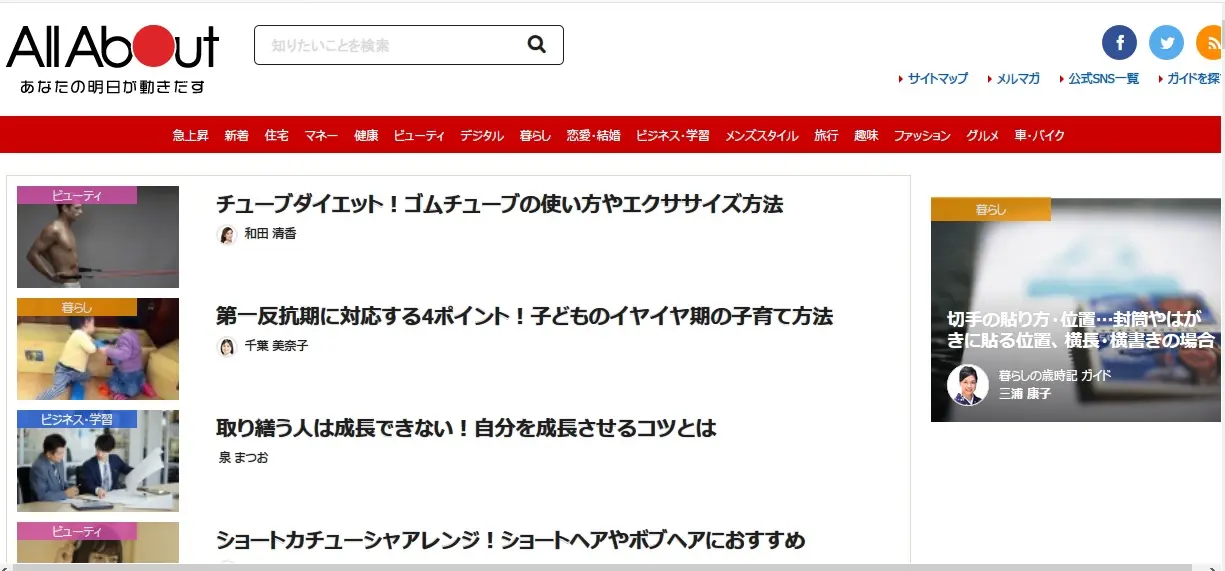 All About
あなたの明日が動きだす
知りたいことを検索
サイトマップ メルマガ 公式SNS一覧 ガイドを探
急上昇 新着 住宅 マネー 健康 ビューティ デジタル 暮らし 恋愛・結婚 ビジネス・学習 メンズスタイル 旅行 趣味 ファッション グルメ 車・バイク
ビューティ
チューブダイエット！ゴムチューブの使い方やエクササイズ方法
和田 清香
暮らし
第一反抗期に対応する4ポイント！子どものイヤイヤ期の子育て方法
千葉 美奈子
ビジネス・学習
取り繕う人は成長できない！自分を成長させるコツとは
泉 まつお
ビューティ
ショートカチューシャアレンジ！ショートヘアやボブヘアにおすすめ
暮らし
切手の貼り方・位置…封筒やはが
きに貼る位置、横長・横書きの場合
暮らしの歳時記 ガイド
三浦 康子